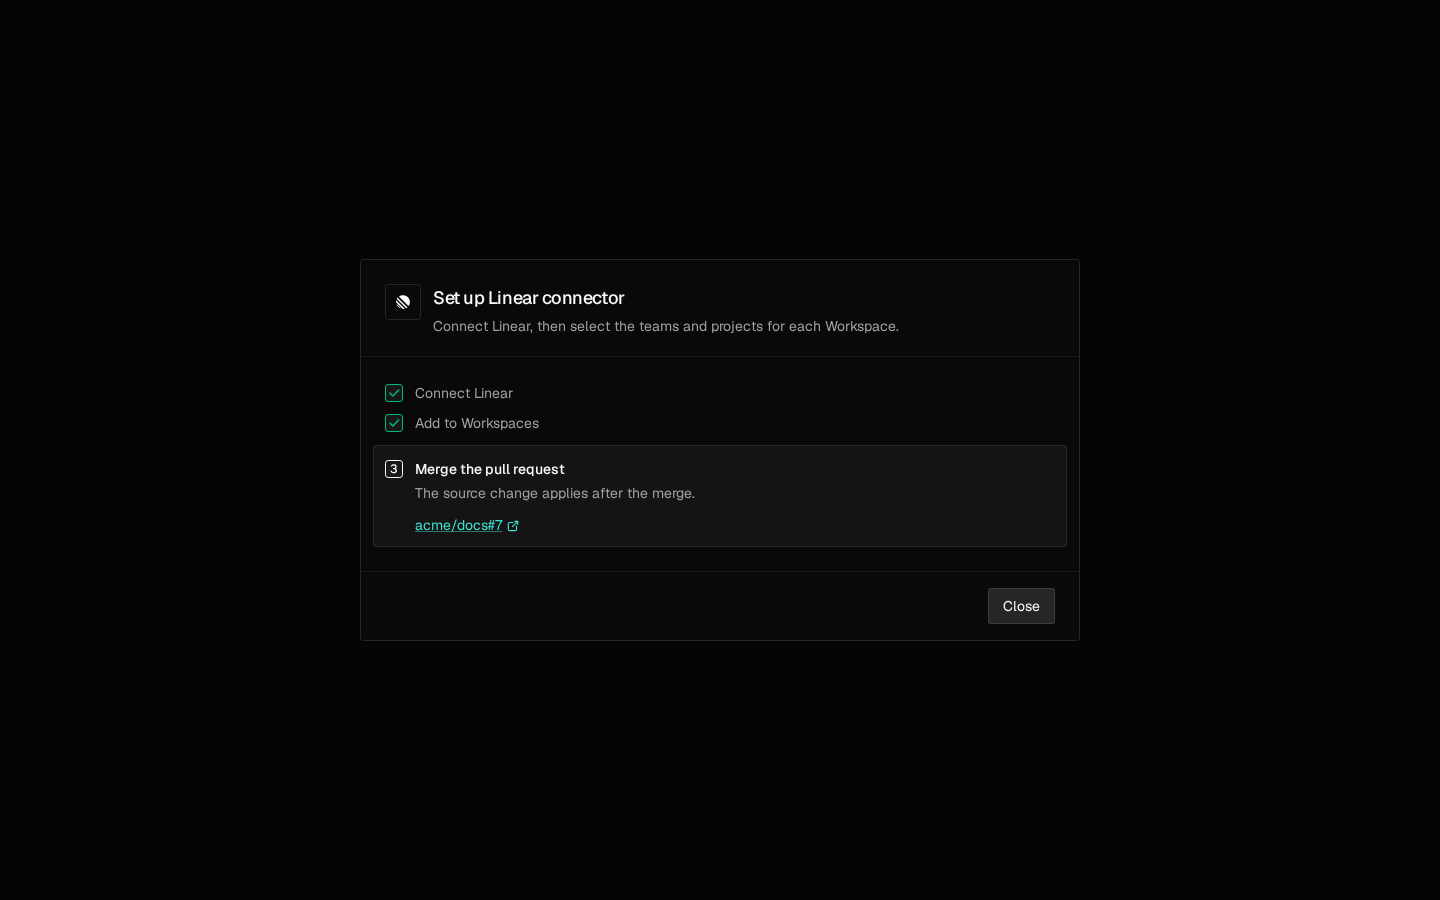 Set up Linear connector
Connect Linear, then select the teams and projects for each Workspace.
Connect Linear
Add to Workspaces
3 Merge the pull request
The source change applies after the merge.
acme/docs#7
Close